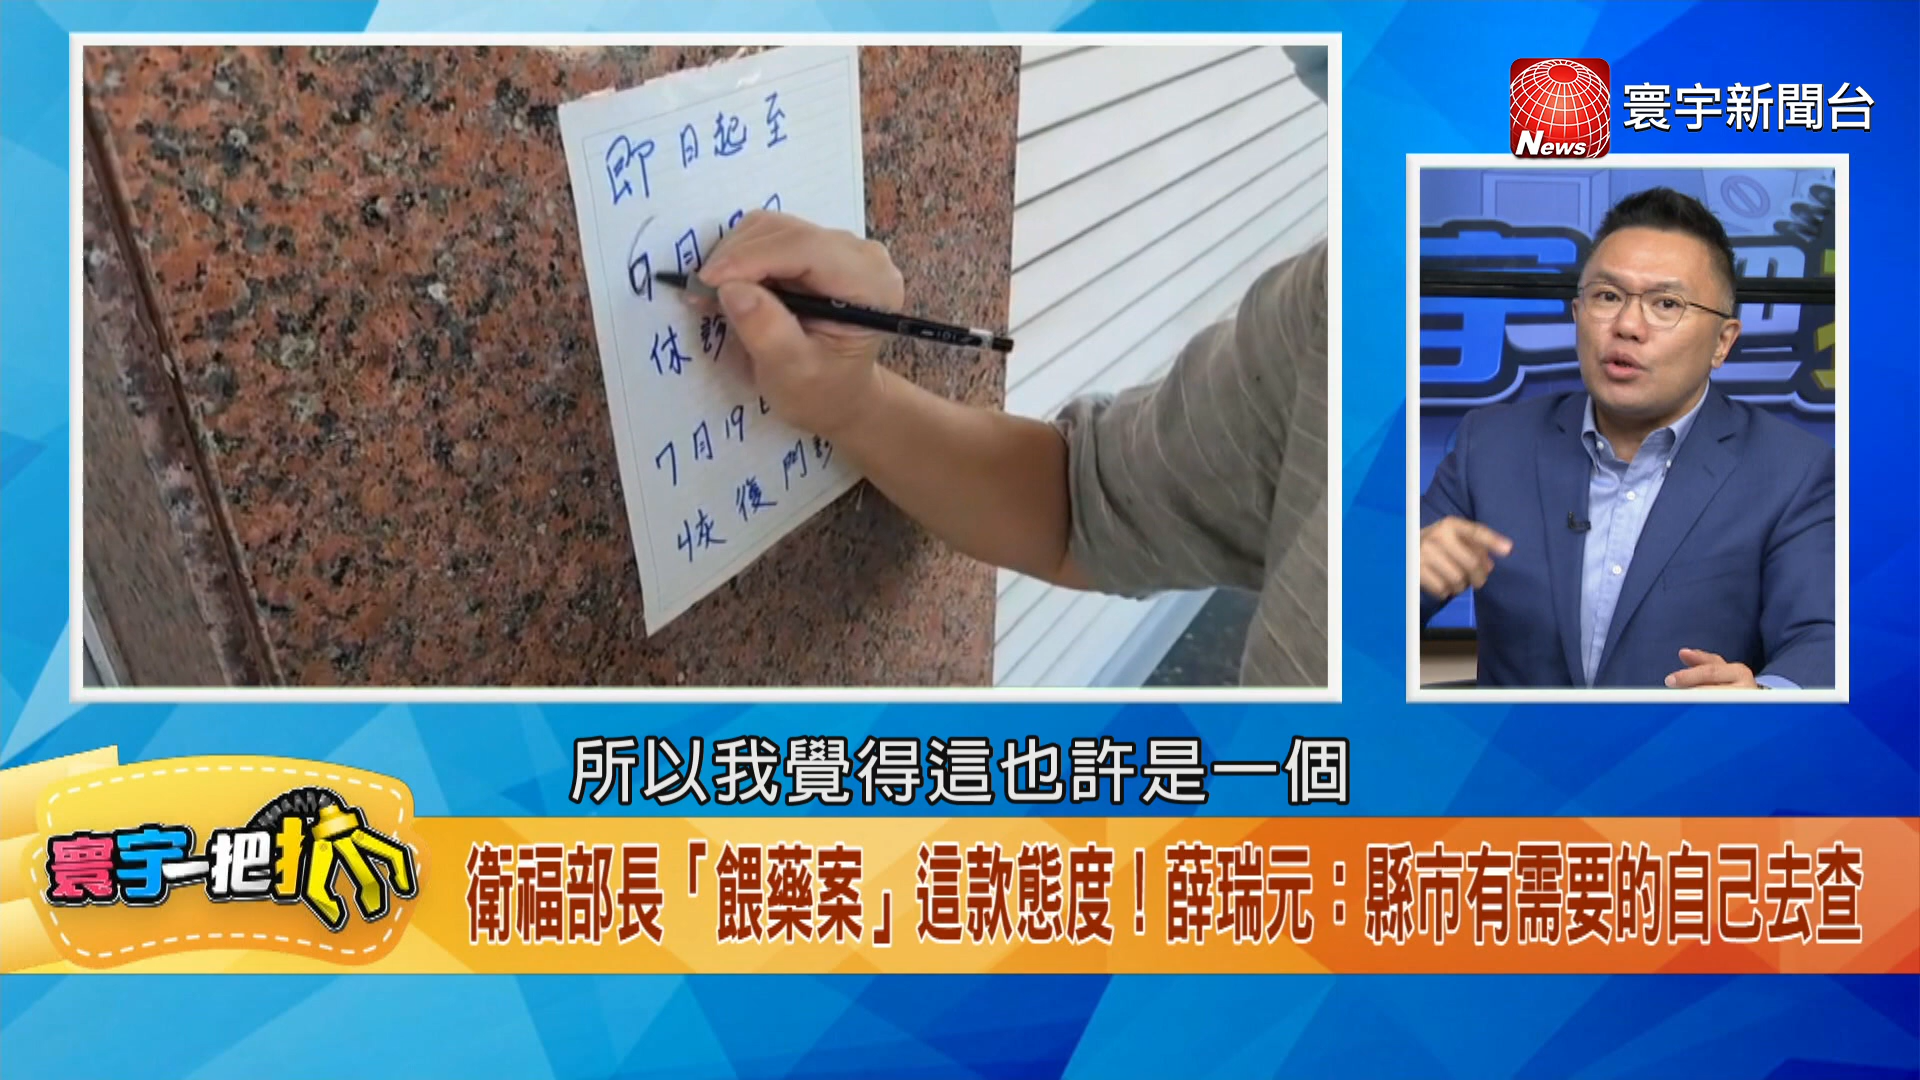 寰宇新聞台
News
即日起至
月
休診
7月19日
恢復門診
所以我覺得這也許是一個
寰宇一把抓
衛福部長「餵藥案」這款態度！薛瑞元：縣市有需要的自己去查